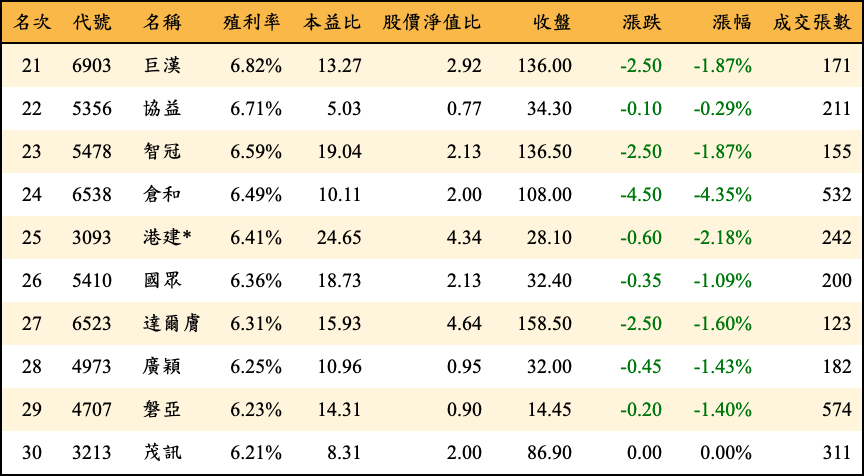 名次 代號 名稱 殖利率 本益比 股價淨值比 收盤 漲跌 漲幅 成交張數
21 6903 巨漢 6.82% 13.27 2.92 136.00 -2.50 -1.87% 171
22 5356 協益 6.71% 5.03 0.77 34.30 -0.10 -0.29% 211
23 5478 智冠 6.59% 19.04 2.13 136.50 -2.50 -1.87% 155
24 6538 倉和 6.49% 10.11 2.00 108.00 -4.50 -4.35% 532
25 3093 港建* 6.41% 24.65 4.34 28.10 -0.60 -2.18% 242
26 5410 國眾 6.36% 18.73 2.13 32.40 -0.35 -1.09% 200
27 6523 達爾膚 6.31% 15.93 4.64 158.50 -2.50 -1.60% 123
28 4973 廣穎 6.25% 10.96 0.95 32.00 -0.45 -1.43% 182
29 4707 磐亞 6.23% 14.31 0.90 14.45 -0.20 -1.40% 574
30 3213 茂訊 6.21% 8.31 2.00 86.90 0.00 0.00% 311